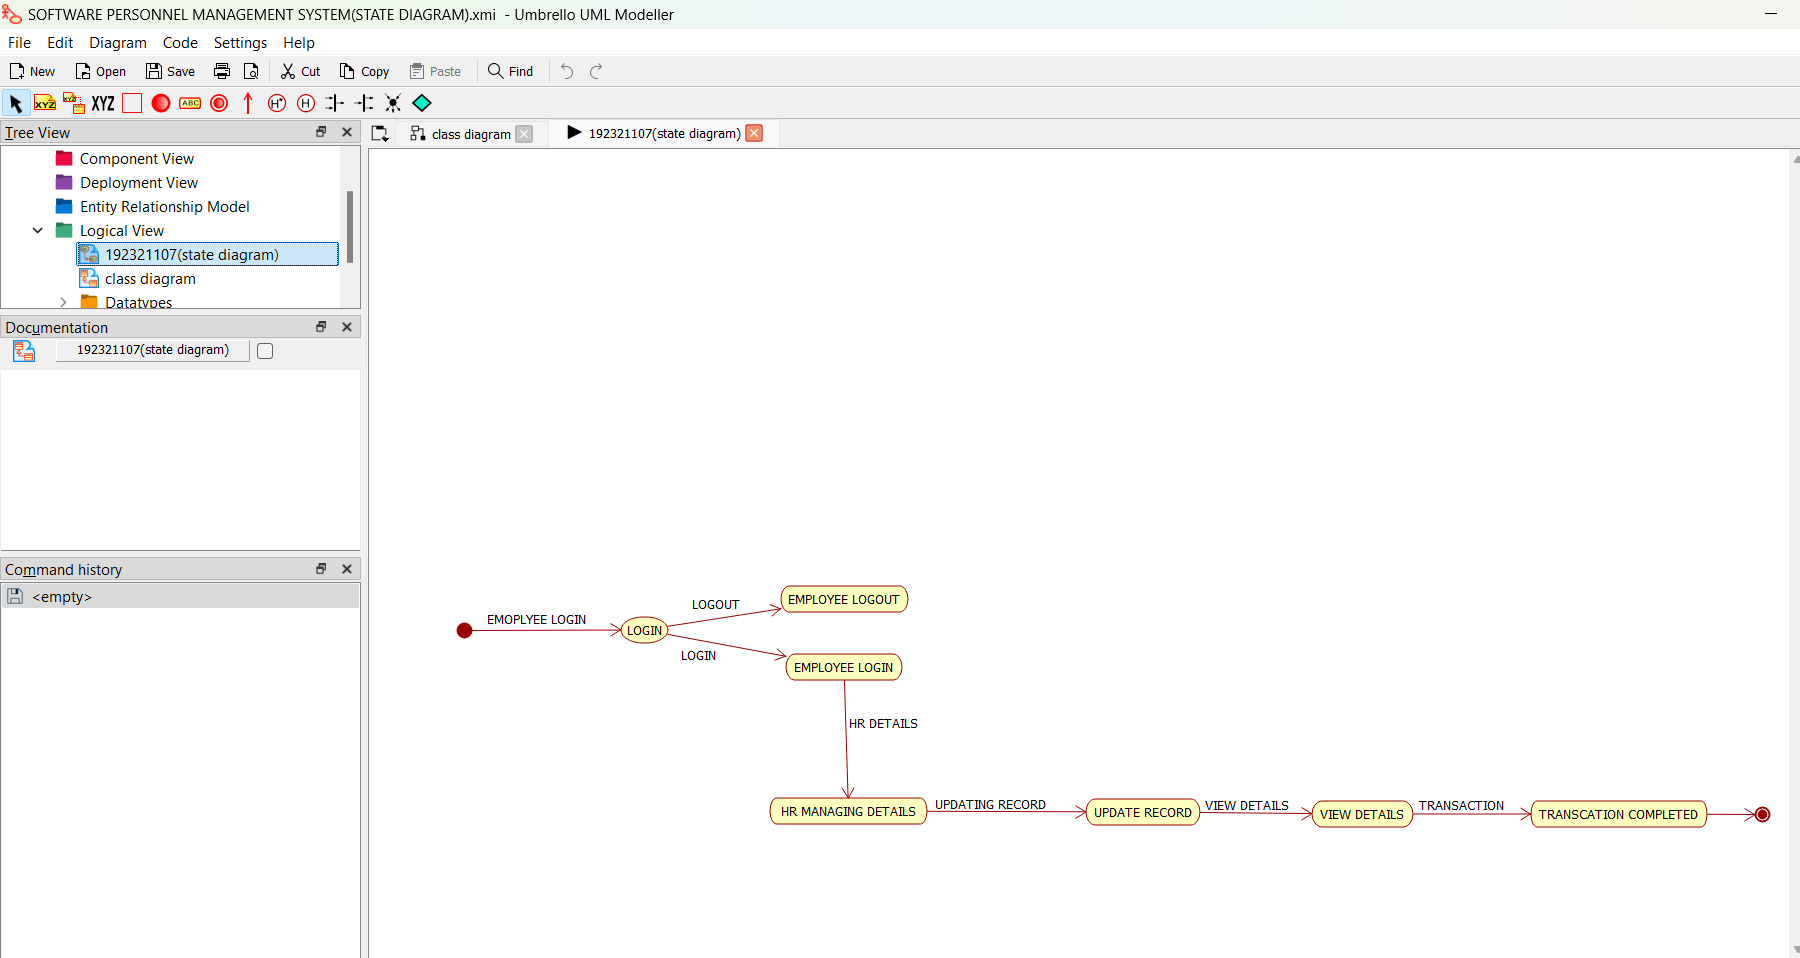 SOFTWARE PERSONNEL MANAGEMENT SYSTEM(STATE DIAGRAM).xmi - Umbrello UML Modeller
File Edit Diagram Code Settings Help
New Open Save Cut Copy Paste Find
XYZ XYZ XYZ ABC H* H
Tree View
class diagram
192321107(state diagram)
Component View
Deployment View
Entity Relationship Model
Logical View
192321107(state diagram)
class diagram
Datatypes
Documentation
192321107(state diagram)
Command history
<empty>
EMOPLYEE LOGIN
LOGIN
LOGOUT
EMPLOYEE LOGOUT
LOGIN
EMPLOYEE LOGIN
HR DETAILS
HR MANAGING DETAILS
UPDATING RECORD
UPDATE RECORD
VIEW DETAILS
VIEW DETAILS
TRANSACTION
TRANSCATION COMPLETED